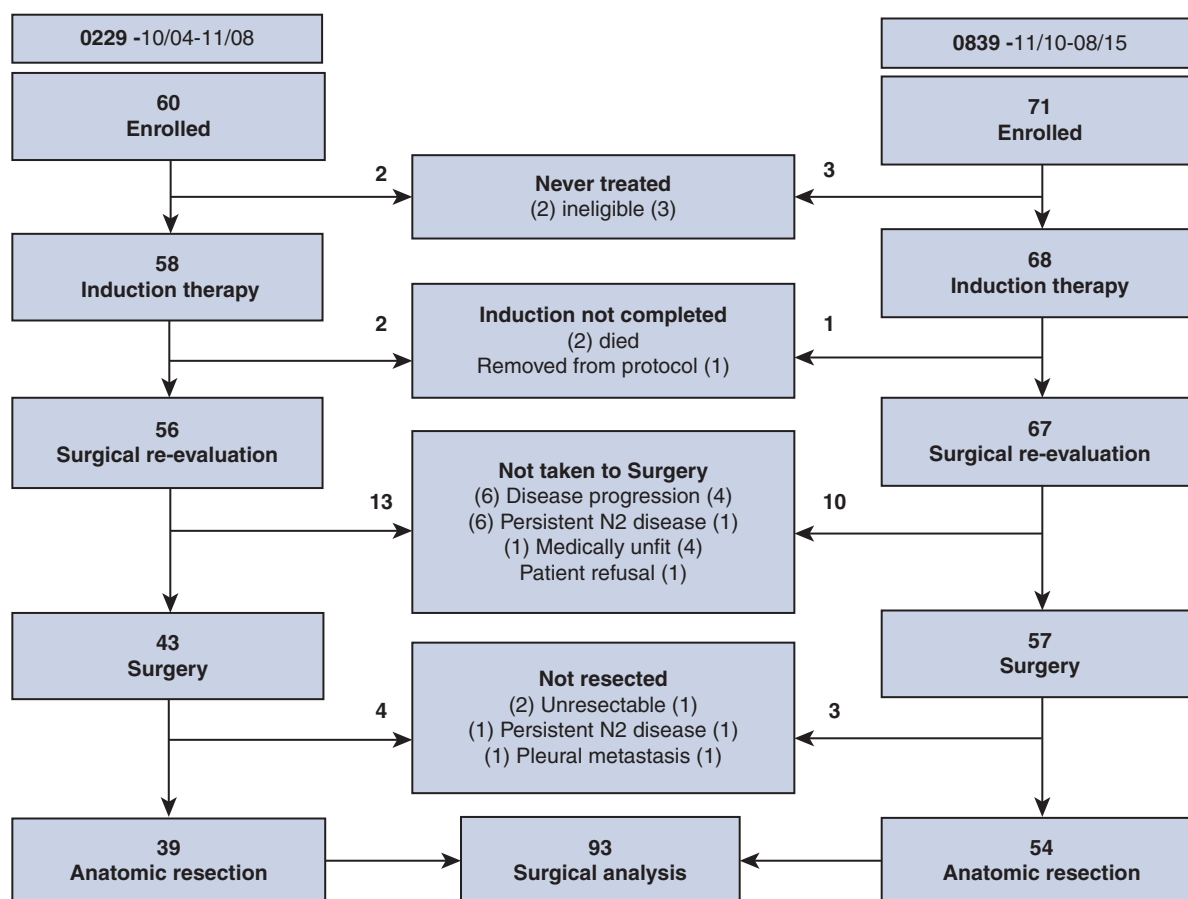 0229 -10/04-11/08
0839 -11/10-08/15
60
Enrolled
71
Enrolled
2
Never treated
(2) ineligible (3)
3
58
Induction therapy
68
Induction therapy
2
Induction not completed
(2) died
Removed from protocol (1)
1
56
Surgical re-evaluation
67
Surgical re-evaluation
13
Not taken to Surgery
(6) Disease progression (4)
(6) Persistent N2 disease (1)
(1) Medically unfit (4)
Patient refusal (1)
10
43
Surgery
57
Surgery
4
Not resected
(2) Unresectable (1)
(1) Persistent N2 disease (1)
(1) Pleural metastasis (1)
3
39
Anatomic resection
93
Surgical analysis
54
Anatomic resection